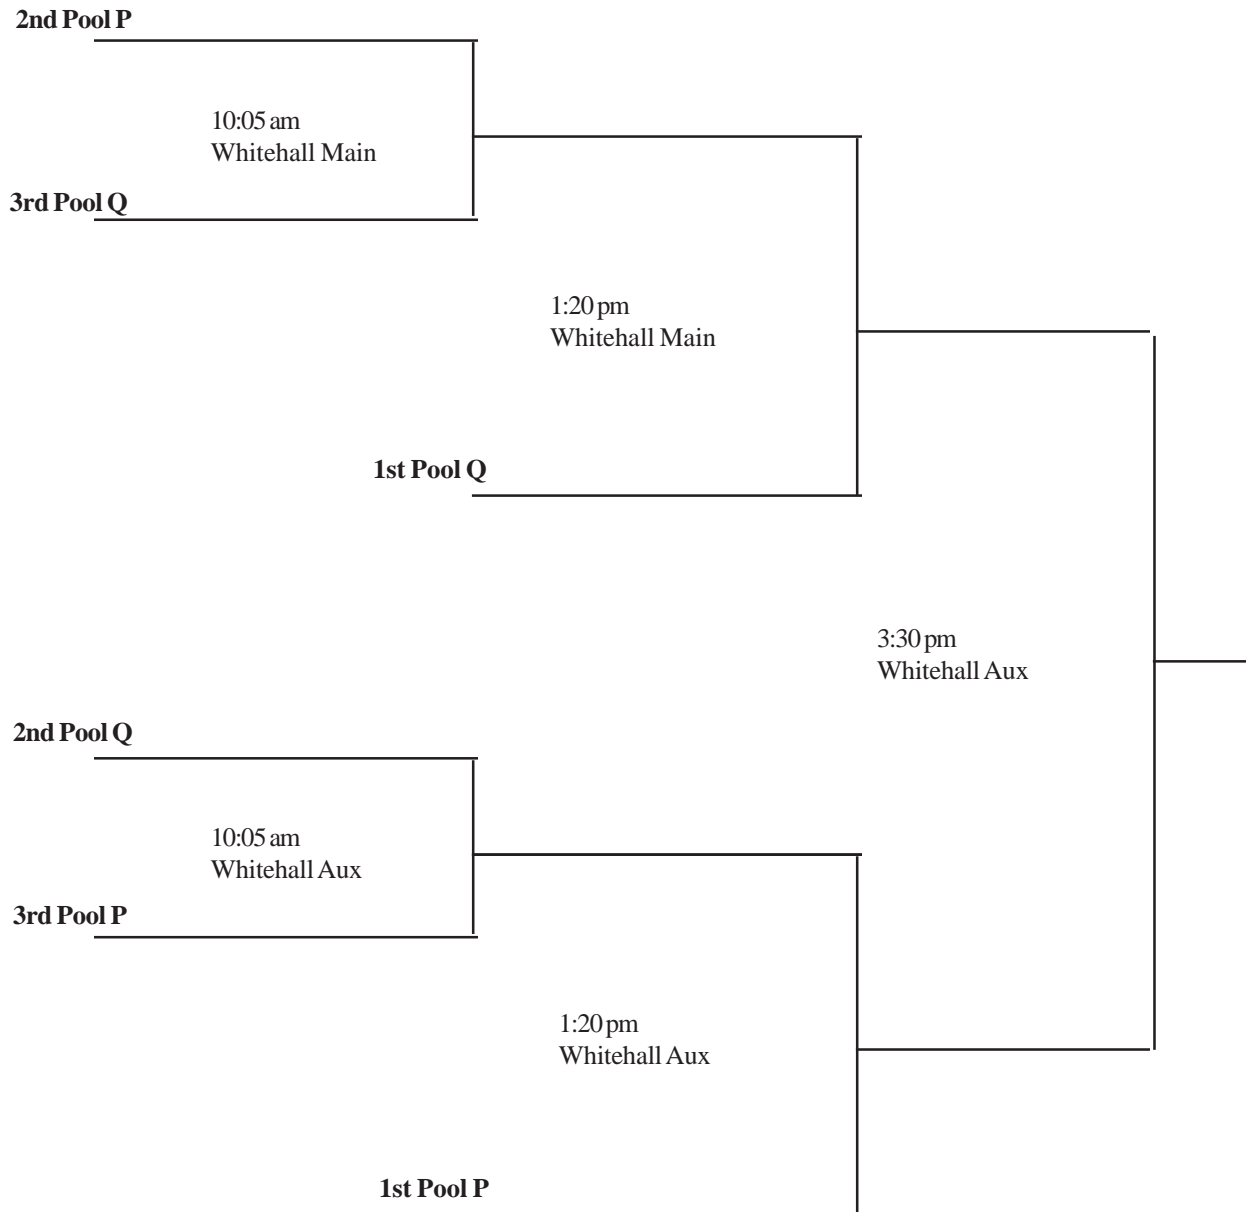 2nd Pool P
10:05 am
Whitehall Main
3rd Pool Q
1:20 pm
Whitehall Main
1st Pool Q
3:30 pm
Whitehall Aux
2nd Pool Q
10:05 am
Whitehall Aux
3rd Pool P
1:20 pm
Whitehall Aux
1st Pool P